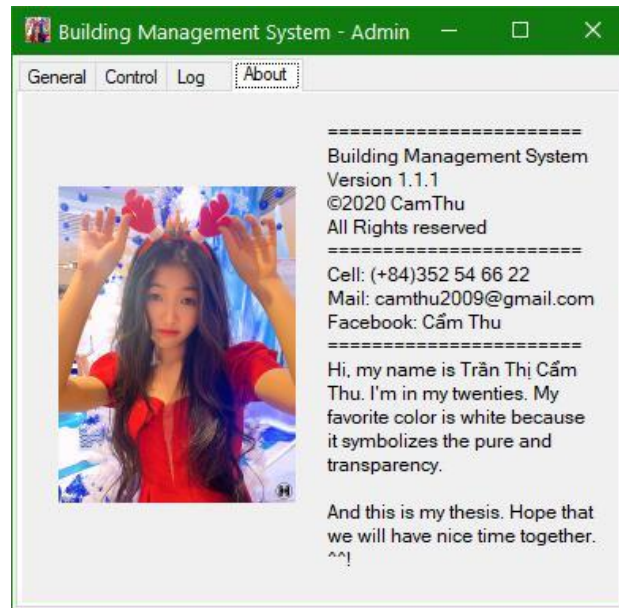 Building Management System - Admin
General Control Log About
=======================
Building Management System
Version 1.1.1
©2020 CamThu
All Rights reserved
=======================
Cell: (+84)352 54 66 22
Mail: camthu2009@gmail.com
Facebook: Cẩm Thu
=======================
Hi, my name is Trần Thị Cẩm
Thu. I'm in my twenties. My
favorite color is white because
it symbolizes the pure and
transparency.
And this is my thesis. Hope that
we will have nice time together.
^^!